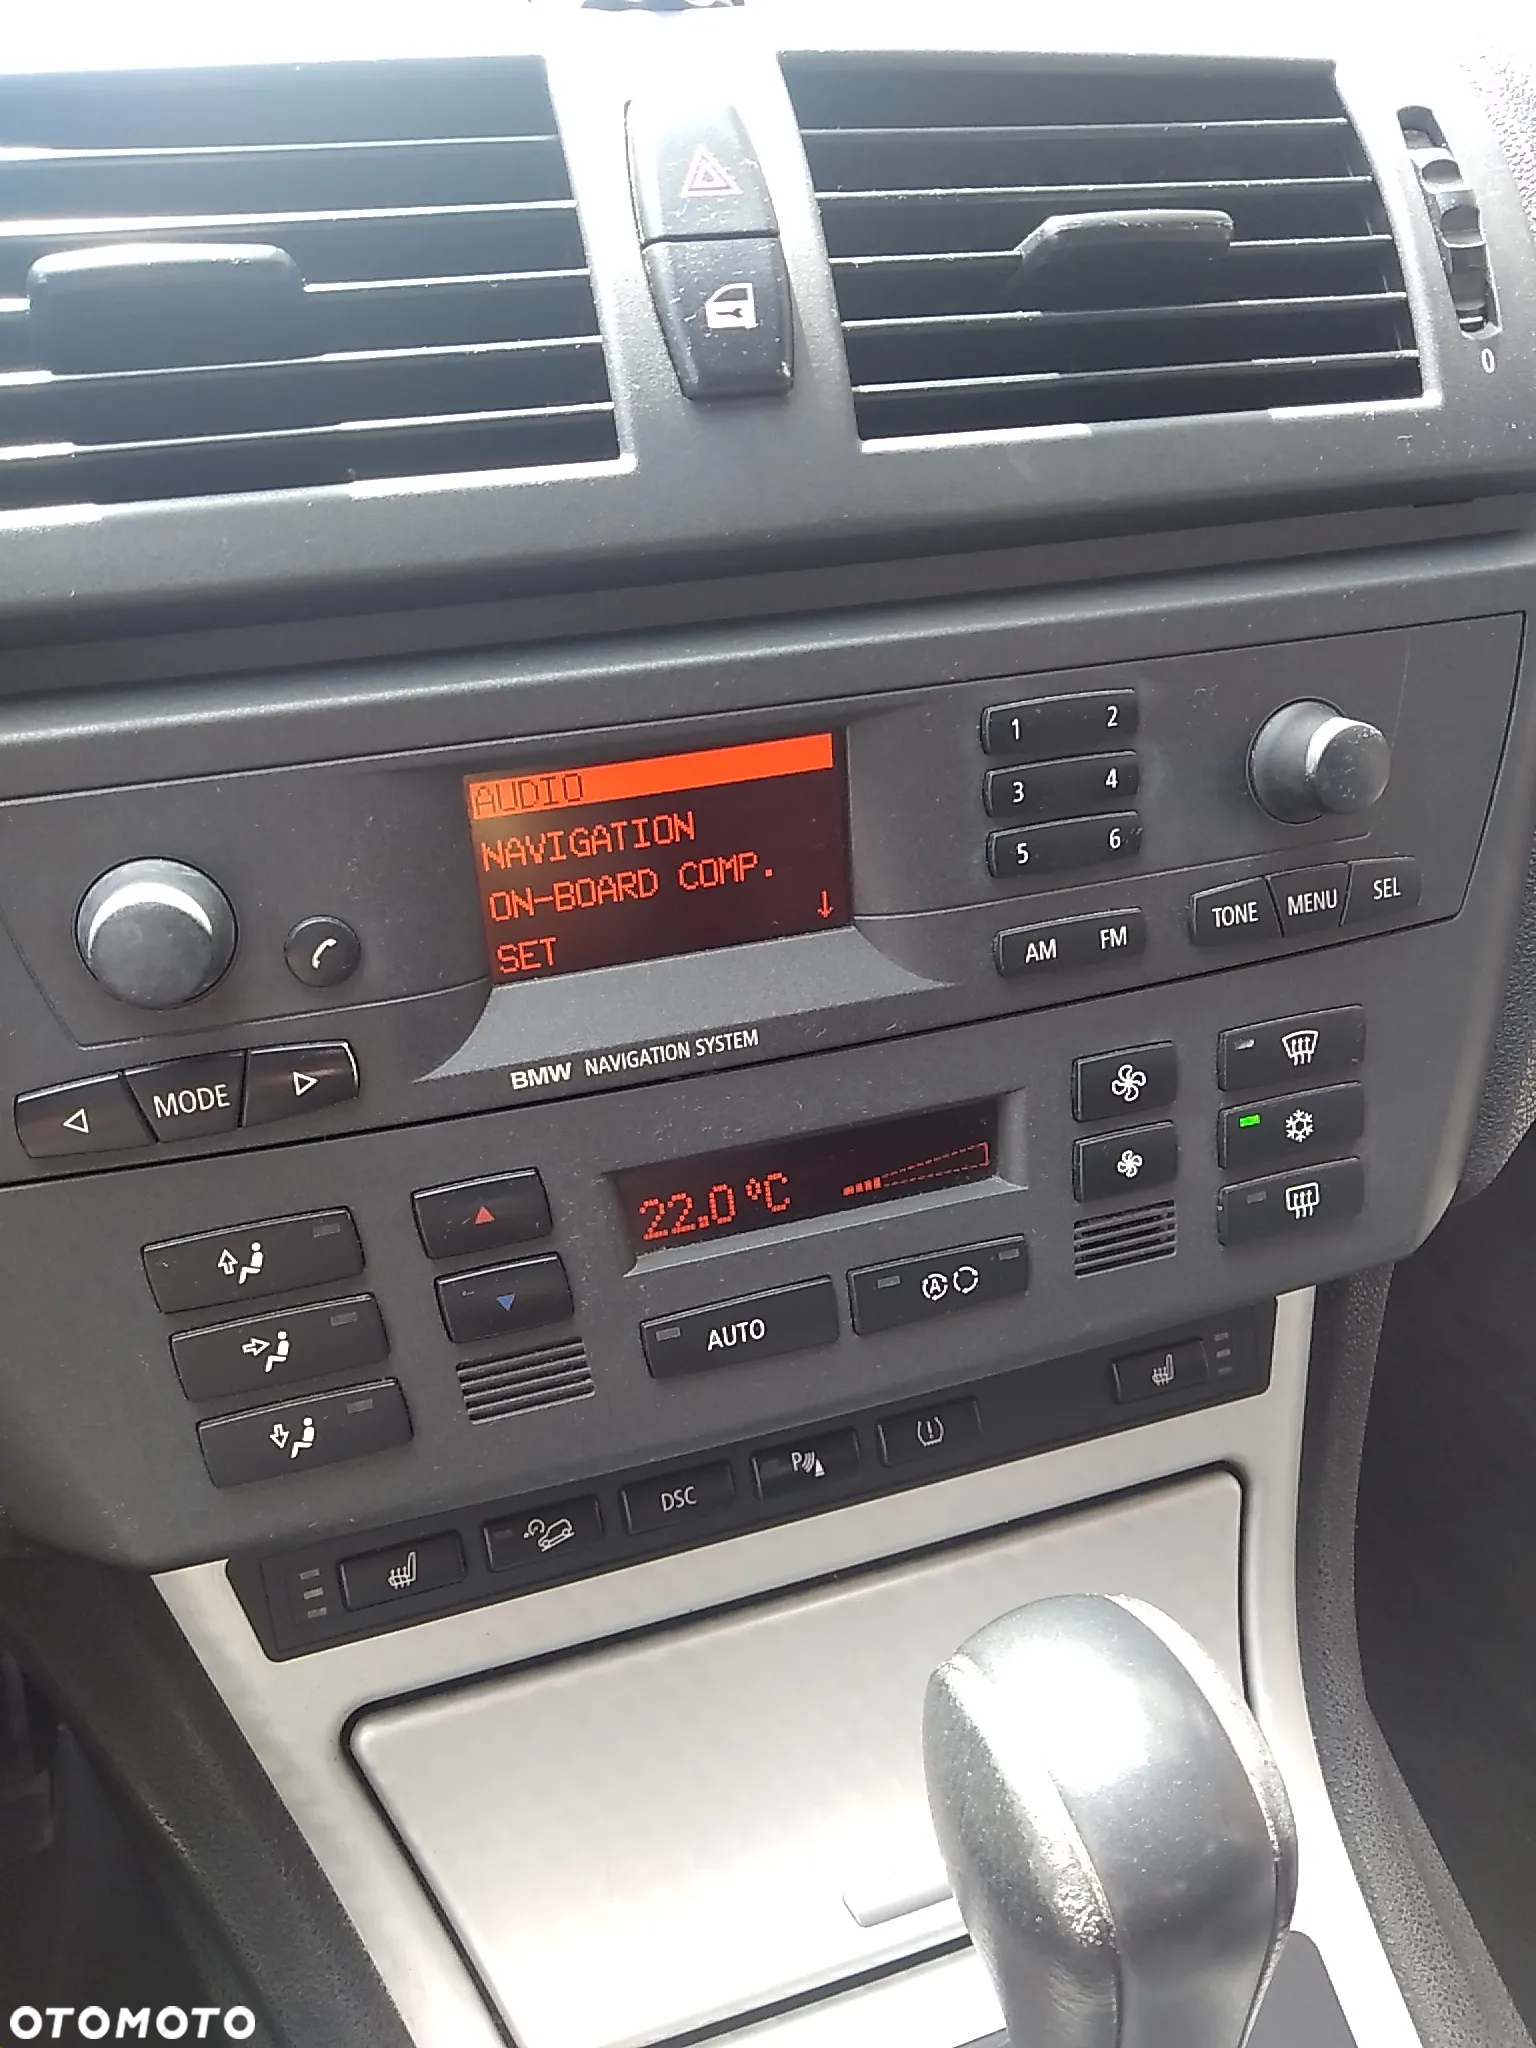 0
AUDIO
NAVIGATION
ON-BOARD COMP.
SET
1 2
3 4
5 6
AM FM
TONE MENU SEL
MODE
BMW NAVIGATION SYSTEM
22.0 °C
AUTO
A
DSC
P
OTOMOTO